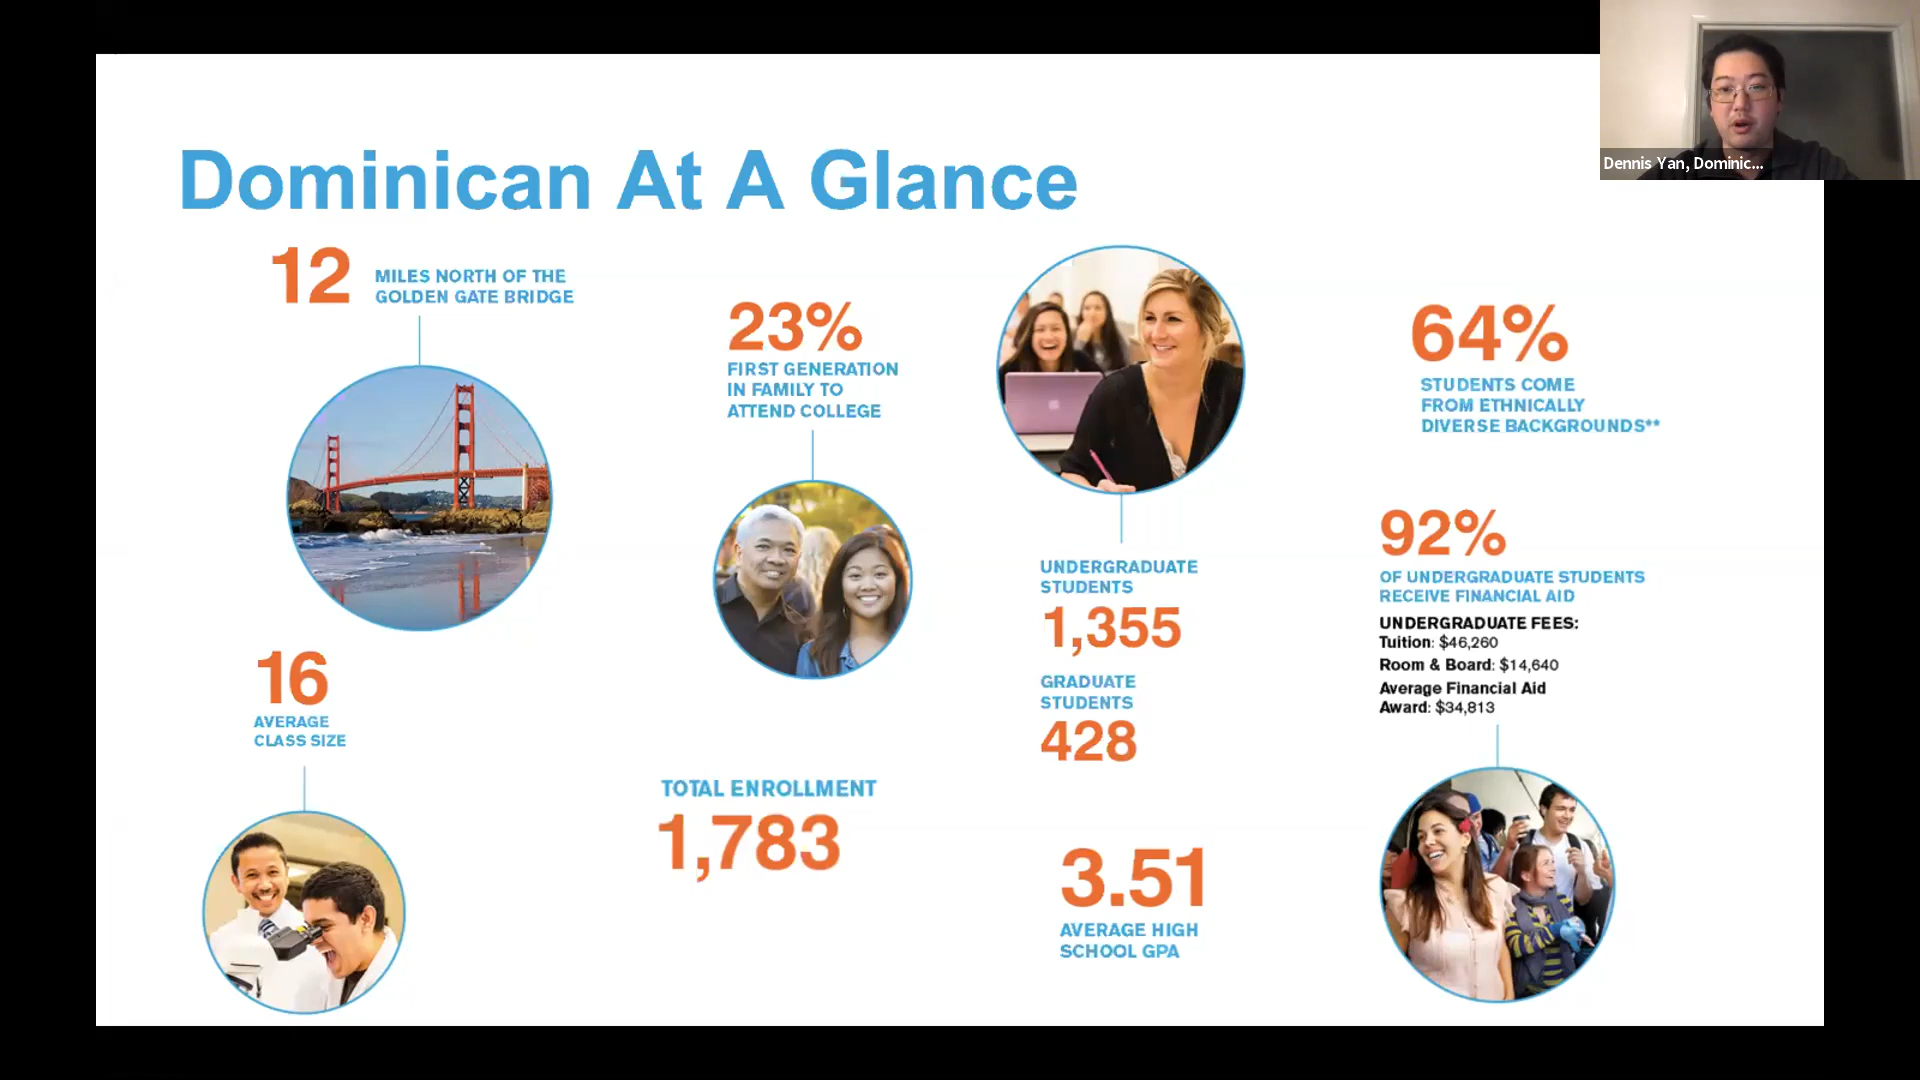 Dominican At A Glance
Dennis Yan, Dominic...
12
MILES NORTH OF THE
GOLDEN GATE BRIDGE
16
AVERAGE
CLASS SIZE
23%
FIRST GENERATION
IN FAMILY TO
ATTEND COLLEGE
TOTAL ENROLLMENT
1,783
UNDERGRADUATE
STUDENTS
1,355
GRADUATE
STUDENTS
428
3.51
AVERAGE HIGH
SCHOOL GPA
64%
STUDENTS COME
FROM ETHNICALLY
DIVERSE BACKGROUNDS**
92%
OF UNDERGRADUATE STUDENTS
RECEIVE FINANCIAL AID
UNDERGRADUATE FEES:
Tuition: $46,260
Room & Board: $14,640
Average Financial Aid
Award: $34,813